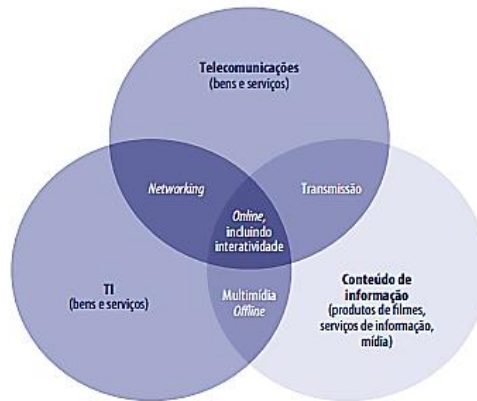 Telecomunicações
(bens e serviços)
Networking
Transmissão
Online,
incluindo
interatividade
TI
(bens e serviços)
Multimídia
Offline
Conteúdo de
informação
(produtos de filmes,
serviços de informação,
mídia)